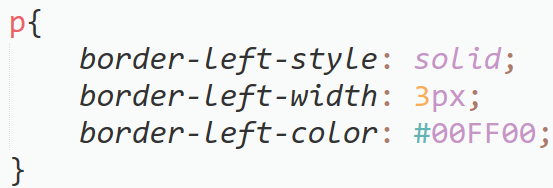 p{
    border-left-style: solid;
    border-left-width: 3px;
    border-left-color: #00FF00;
}